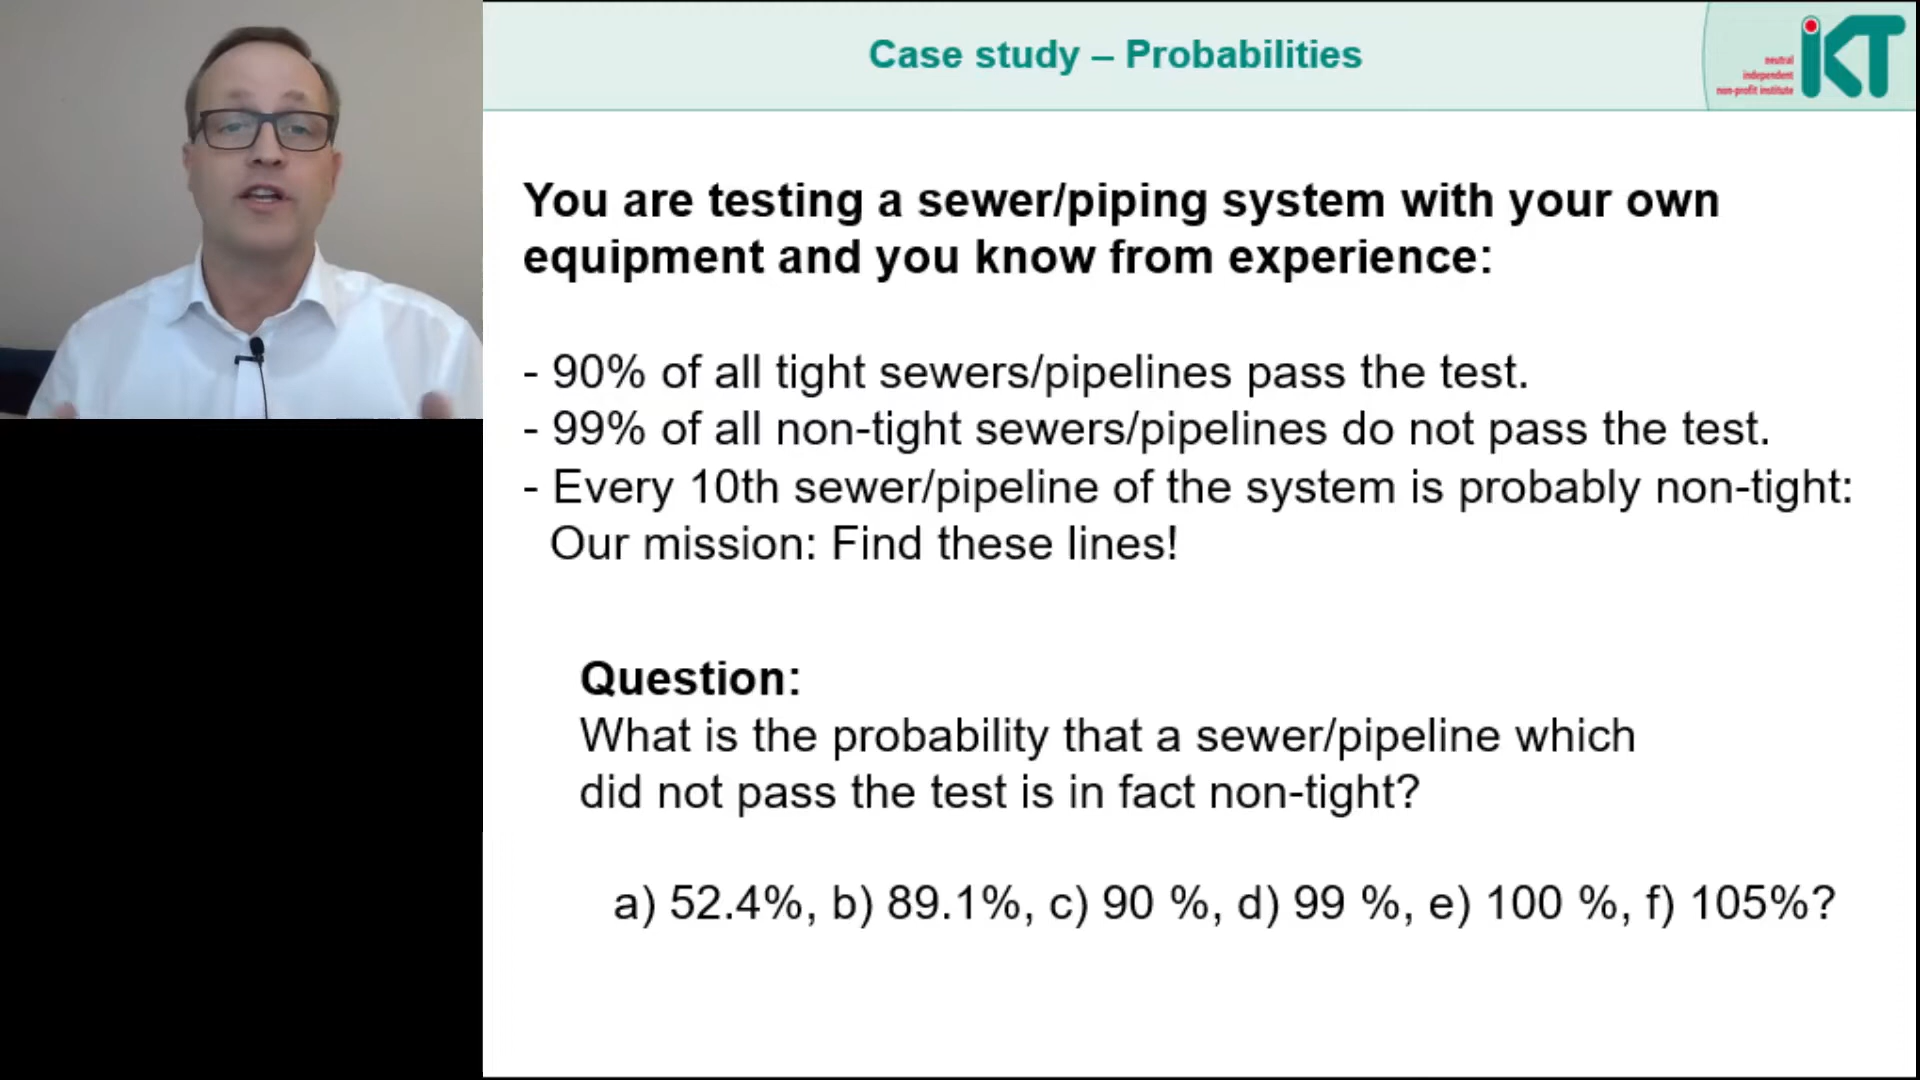 Case study – Probabilities
neutral
independent
non-profit institute
iKT
You are testing a sewer/piping system with your own
equipment and you know from experience:
- 90% of all tight sewers/pipelines pass the test.
- 99% of all non-tight sewers/pipelines do not pass the test.
- Every 10th sewer/pipeline of the system is probably non-tight:
Our mission: Find these lines!
Question:
What is the probability that a sewer/pipeline which
did not pass the test is in fact non-tight?
a) 52.4%, b) 89.1%, c) 90 %, d) 99 %, e) 100 %, f) 105%?